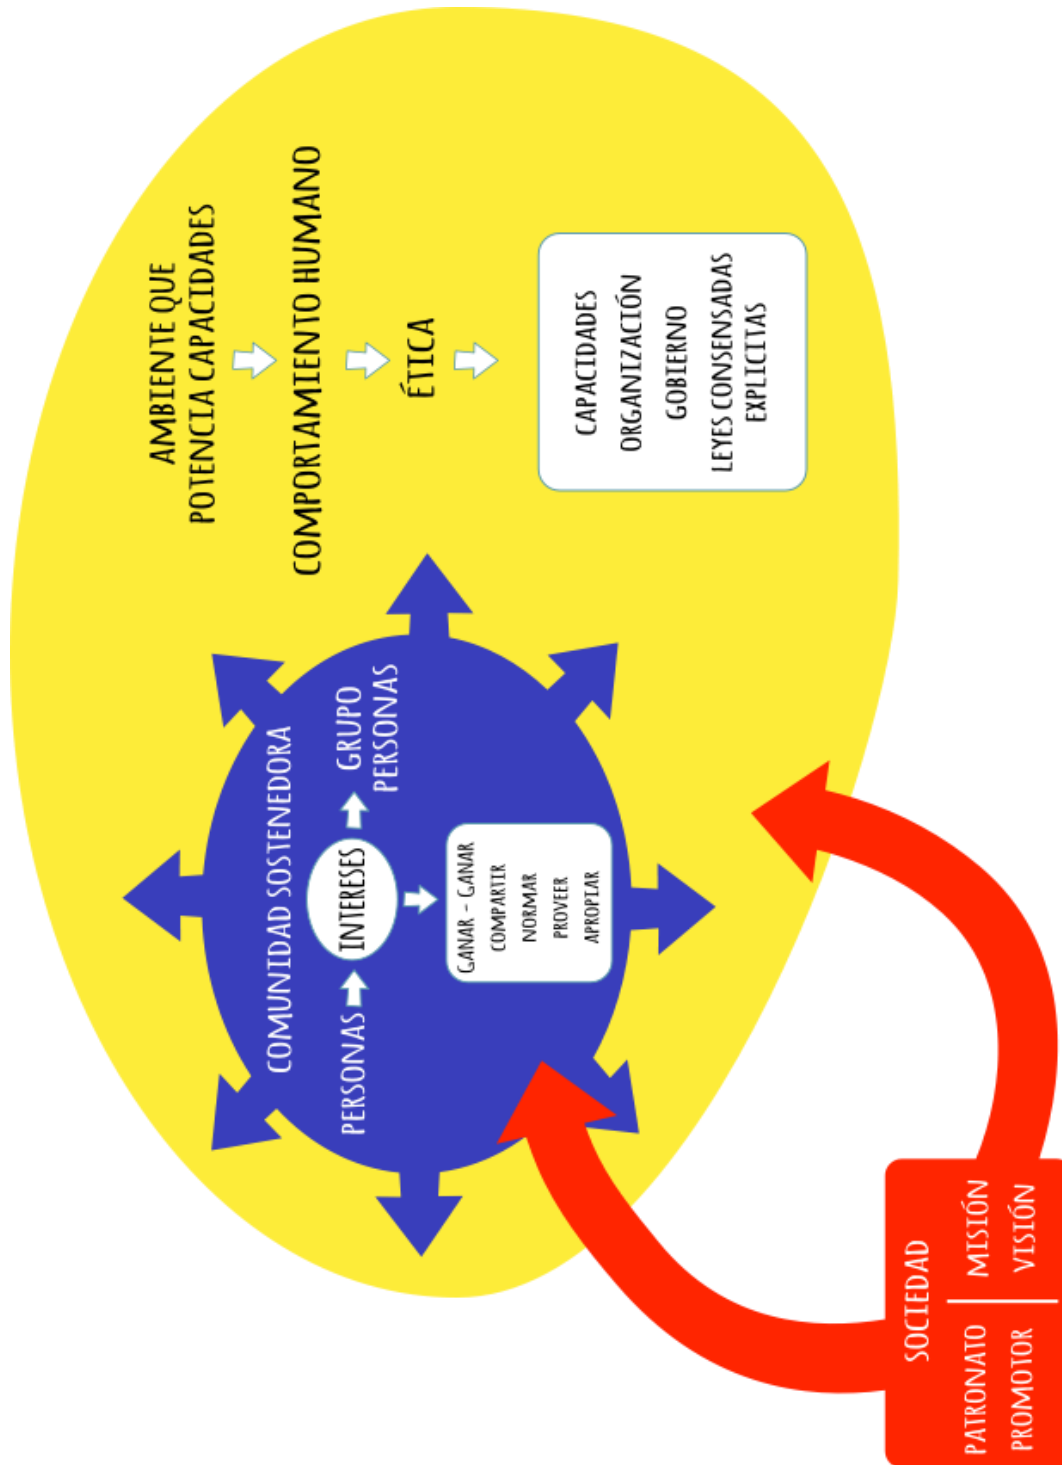 COMUNIDAD SOSTENEDORA
PERSONAS
INTERESES
GRUPO
PERSONAS
GANAR - GANAR
COMPARTIR
NORMAR
PROVEER
APROPIAR
AMBIENTE QUE
POTENCIA CAPACIDADES
COMPORTAMIENTO HUMANO
ÉTICA
CAPACIDADES
ORGANIZACIÓN
GOBIERNO
LEYES CONSENSADAS
EXPLICITAS
SOCIEDAD
PATRONATO
PROMOTOR
MISIÓN
VISIÓN